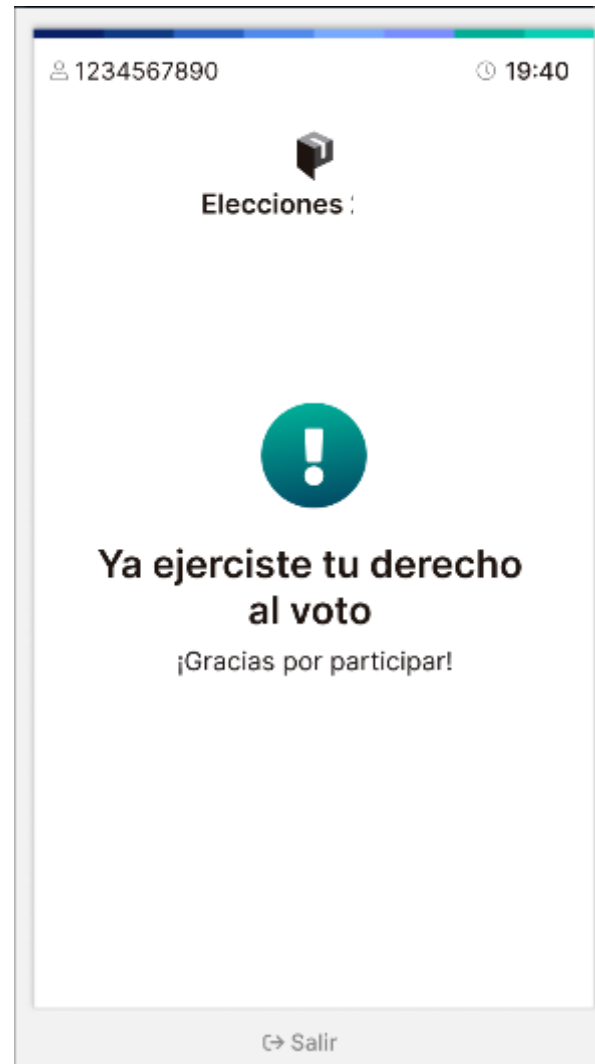 1234567890
19:40
Elecciones
Ya ejerciste tu derecho
al voto
¡Gracias por participar!
Salir